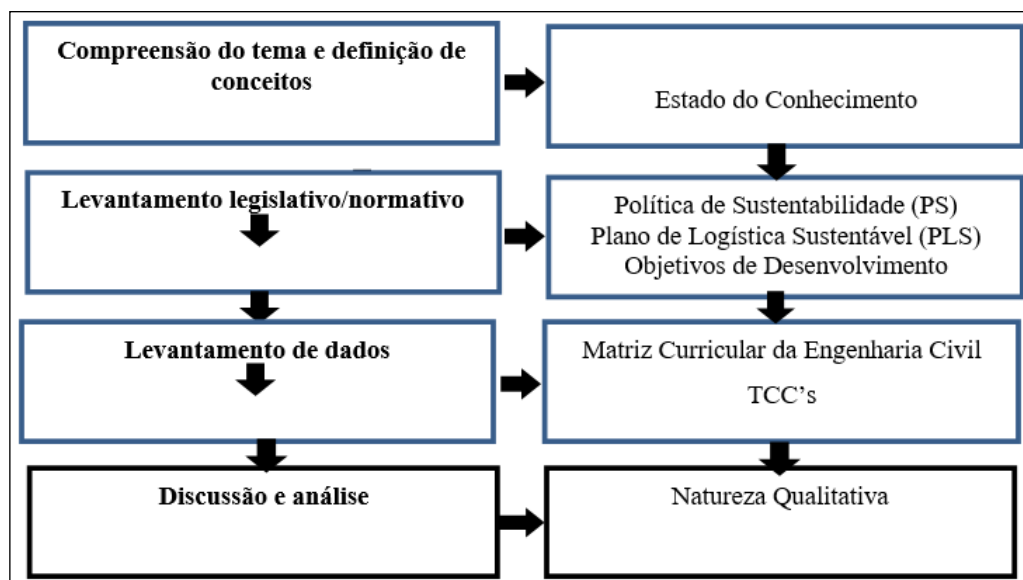 Compreensão do tema e definição de
conceitos
Estado do Conhecimento
Levantamento legislativo/normativo
Política de Sustentabilidade (PS)
Plano de Logística Sustentável (PLS)
Objetivos de Desenvolvimento
Levantamento de dados
Matriz Curricular da Engenharia Civil
TCC’s
Discussão e análise
Natureza Qualitativa